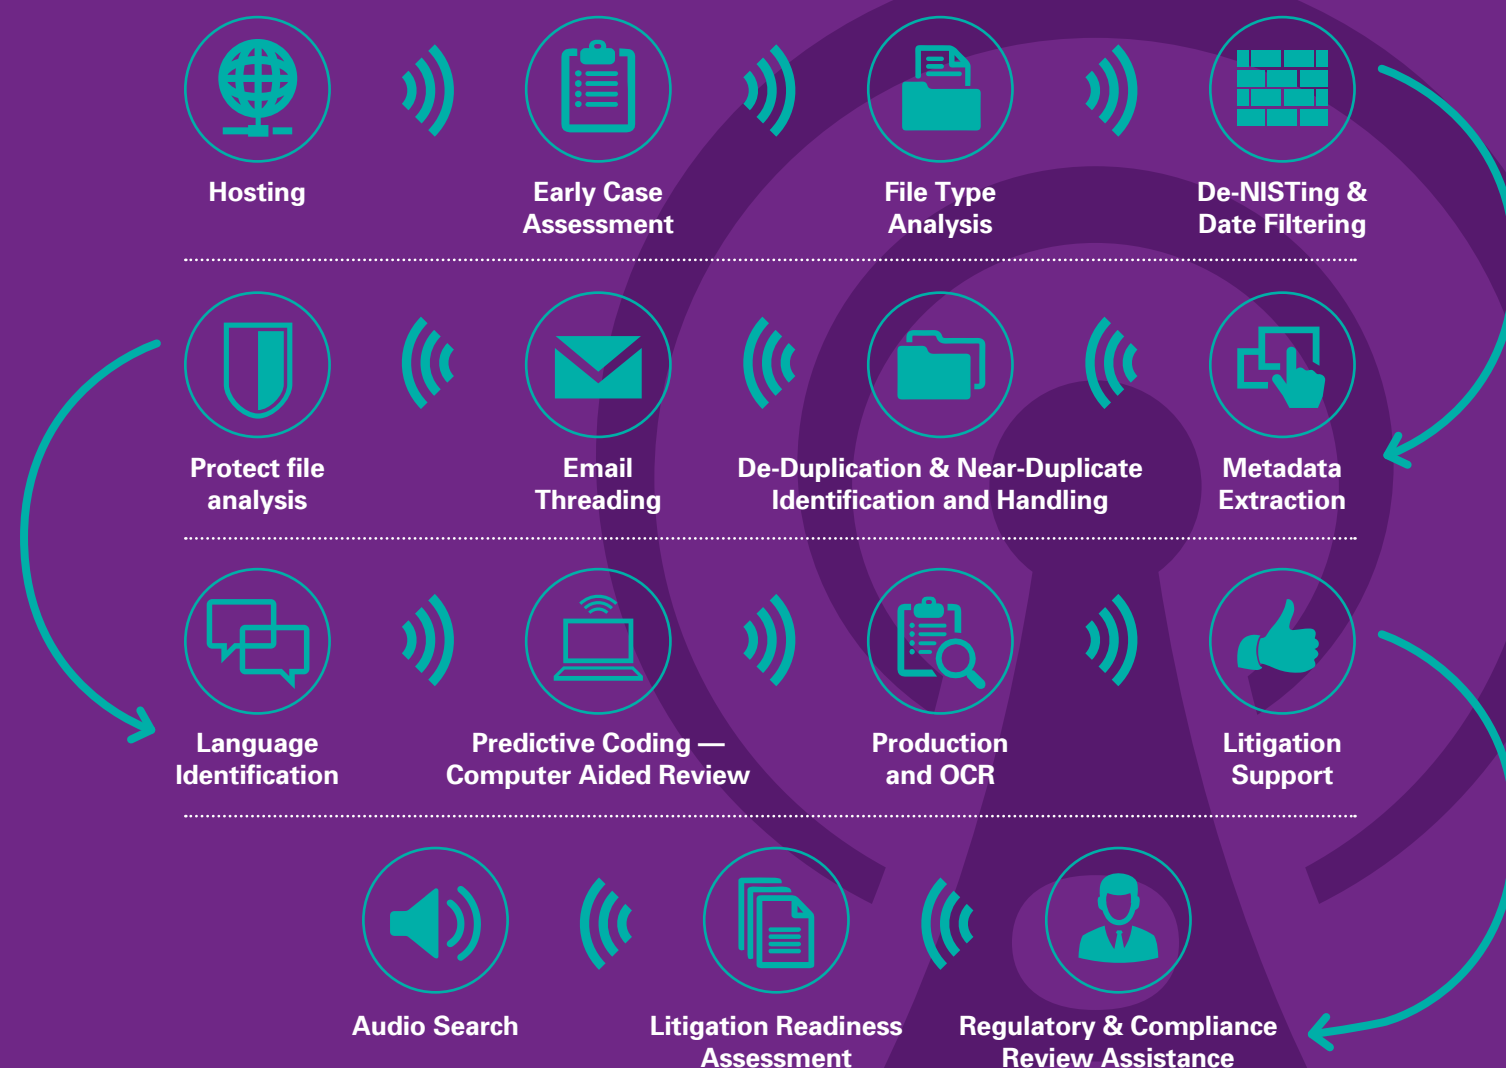 Hosting
Early Case
Assessment
File Type
Analysis
De-NISTing &
Date Filtering
Protect file
analysis
Email
Threading
De-Duplication & Near-Duplicate
Identification and Handling
Metadada
Extraction
Language
Identification
Predictive Coding —
Computer Aided Review
Production
and OCR
Litigation
Support
Audio Search
Litigation Readiness
Assessment
Regulatory & Compliance
Review Assistance